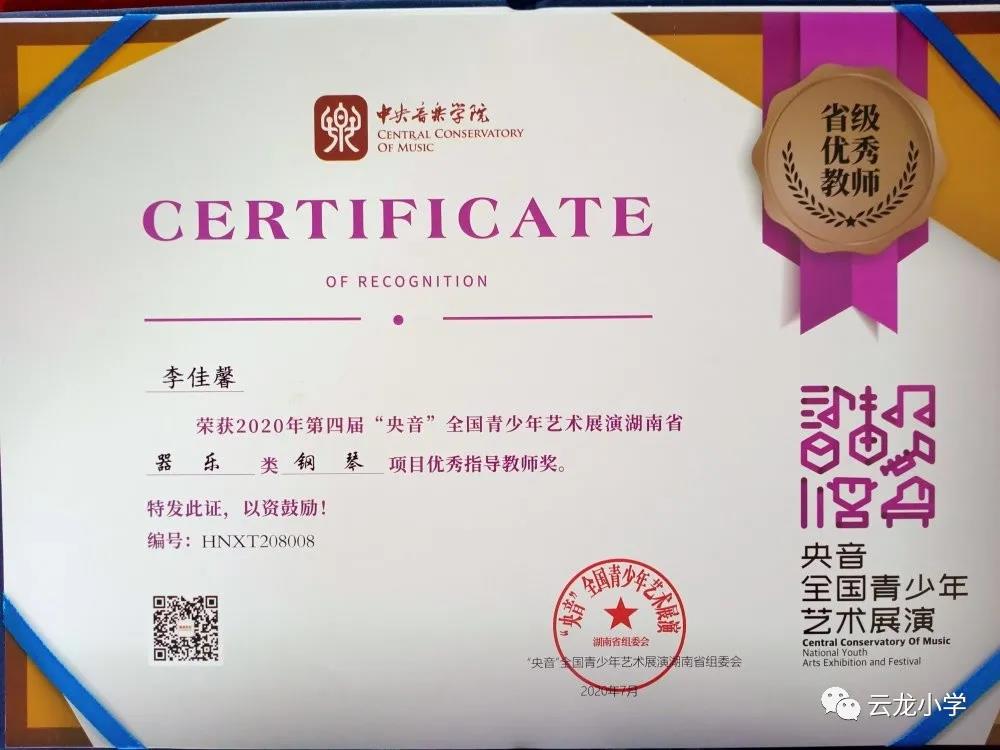 中央音乐学院
CENTRAL CONSERVATORY
OF MUSIC
省级
优秀
教师
CERTIFICATE
OF RECOGNITION
李佳馨
荣获2020年第四届“央音”全国青少年艺术展演湖南省
器 乐 类 钢 琴 项目优秀指导教师奖。
特发此证，以资鼓励！
编号：HNXT208008
“央音”全国青少年艺术展演
湖南省组委会
“央音”全国青少年艺术展演湖南省组委会
2020年7月
央音
全国青少年
艺术展演
Central Conservatory Of Music
National Youth
Arts Exhibition and Festival
云龙小学